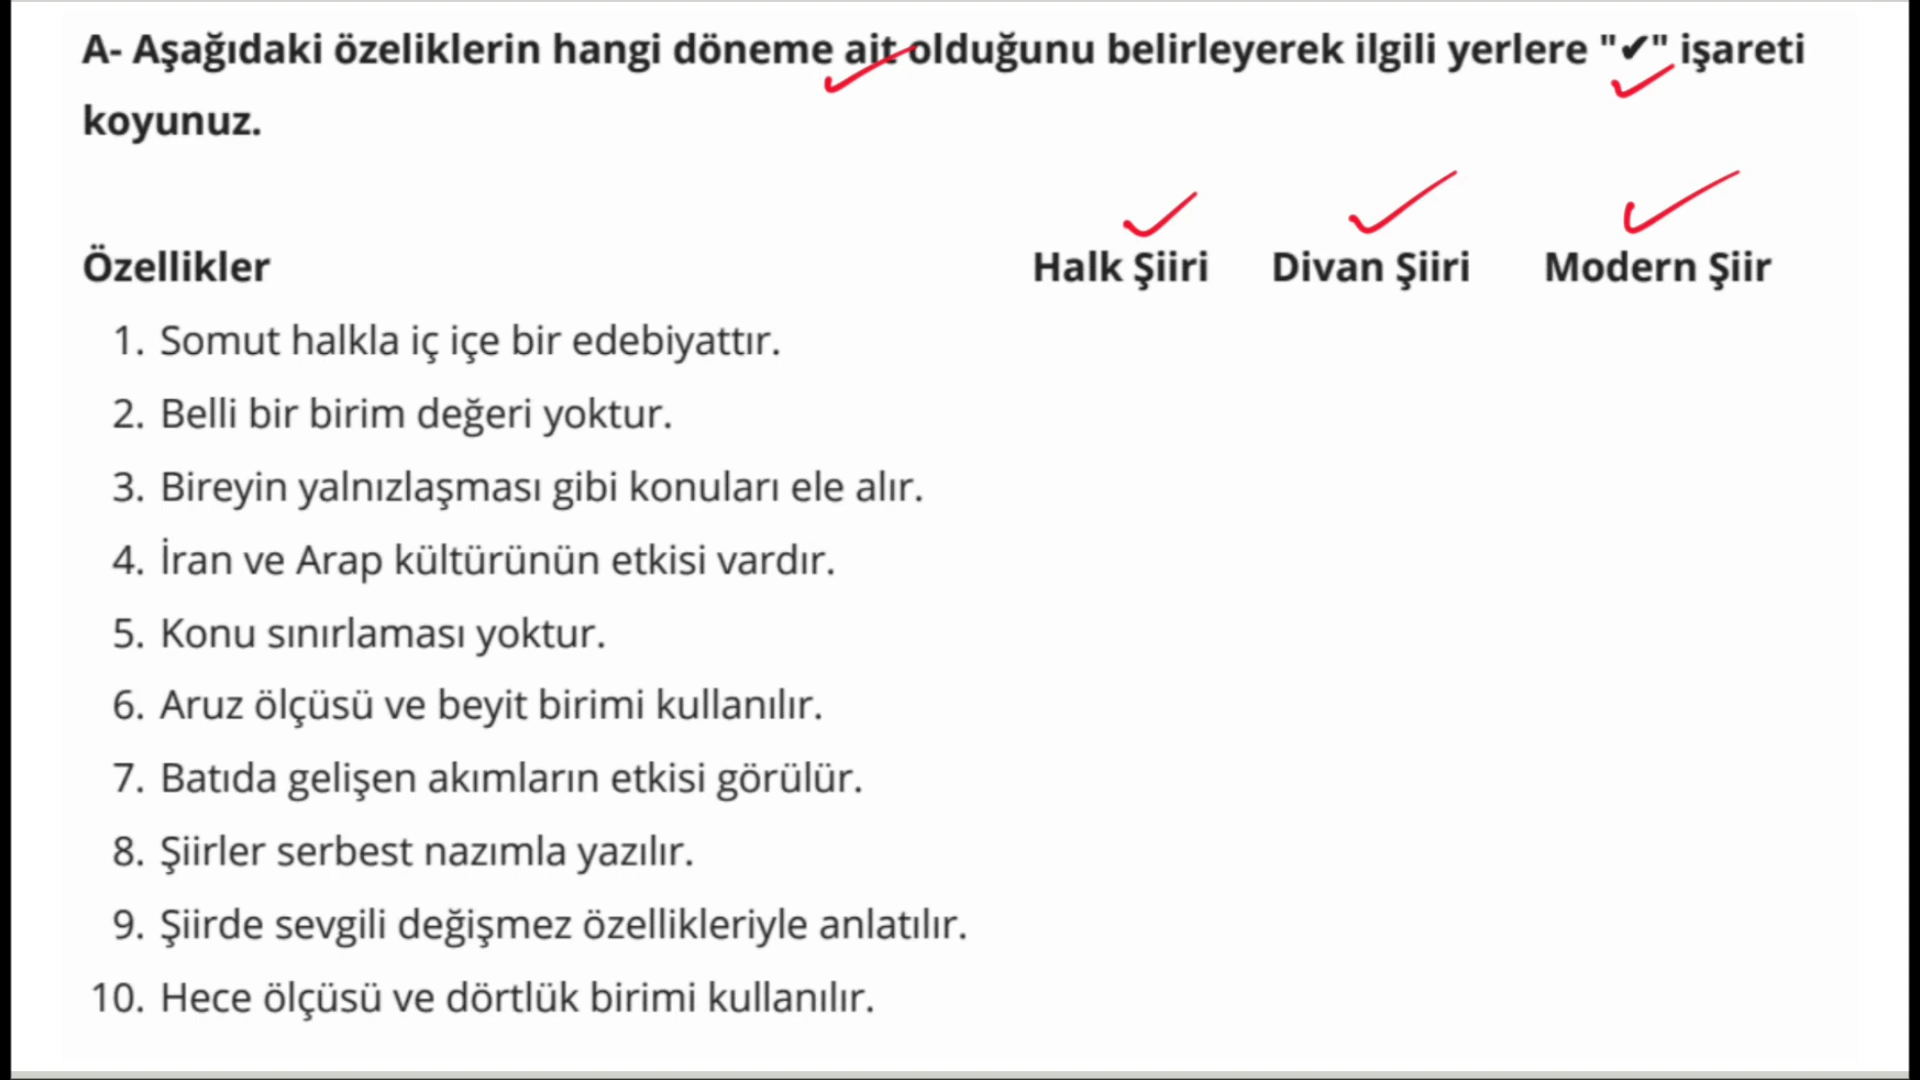 A- Aşağıdaki özeliklerin hangi döneme ait olduğunu belirleyerek ilgili yerlere "✔" işareti
koyunuz.
Özellikler Halk Şiiri Divan Şiiri Modern Şiir
1. Somut halkla iç içe bir edebiyattır.
2. Belli bir birim değeri yoktur.
3. Bireyin yalnızlaşması gibi konuları ele alır.
4. İran ve Arap kültürünün etkisi vardır.
5. Konu sınırlaması yoktur.
6. Aruz ölçüsü ve beyit birimi kullanılır.
7. Batıda gelişen akımların etkisi görülür.
8. Şiirler serbest nazımla yazılır.
9. Şiirde sevgili değişmez özellikleriyle anlatılır.
10. Hece ölçüsü ve dörtlük birimi kullanılır.